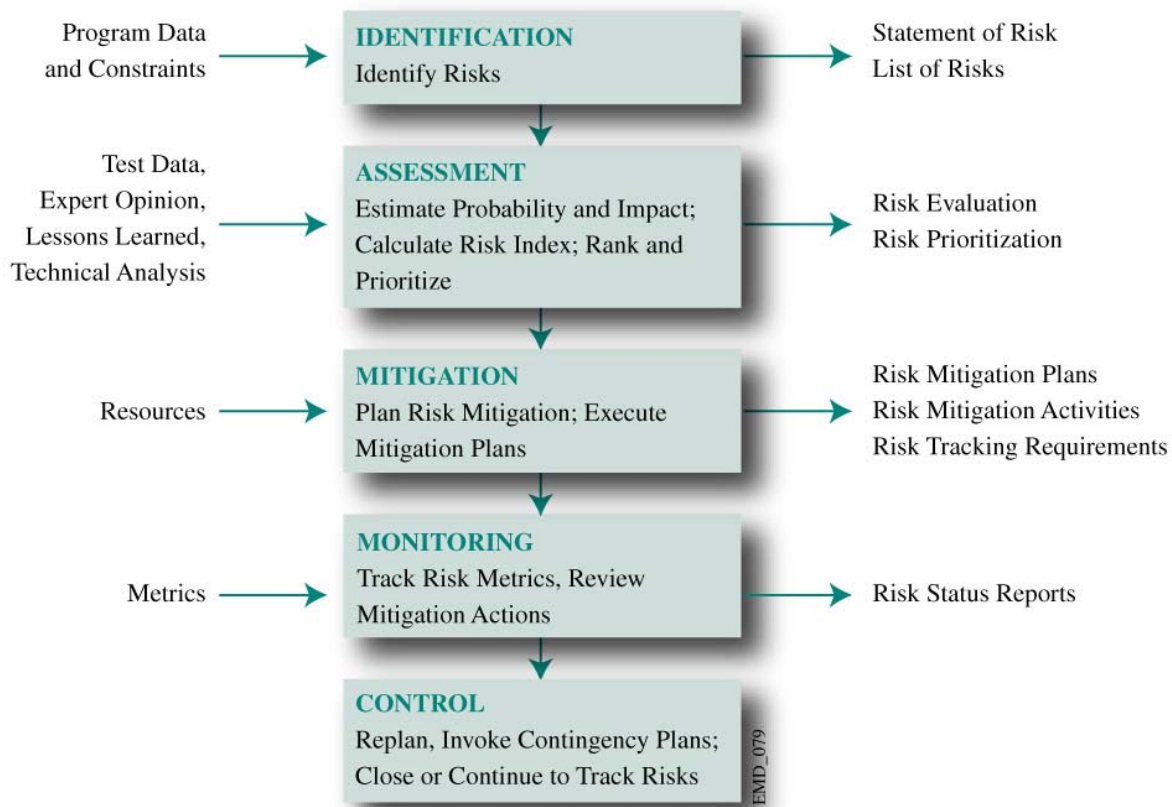 Program Data
and Constraints
IDENTIFICATION
Identify Risks
Statement of Risk
List of Risks
Test Data,
Expert Opinion,
Lessons Learned,
Technical Analysis
ASSESSMENT
Estimate Probability and Impact;
Calculate Risk Index; Rank and
Prioritize
Risk Evaluation
Risk Prioritization
Resources
MITIGATION
Plan Risk Mitigation; Execute
Mitigation Plans
Risk Mitigation Plans
Risk Mitigation Activities
Risk Tracking Requirements
Metrics
MONITORING
Track Risk Metrics, Review
Mitigation Actions
Risk Status Reports
CONTROL
Replan, Invoke Contingency Plans;
Close or Continue to Track Risks
EMD_079